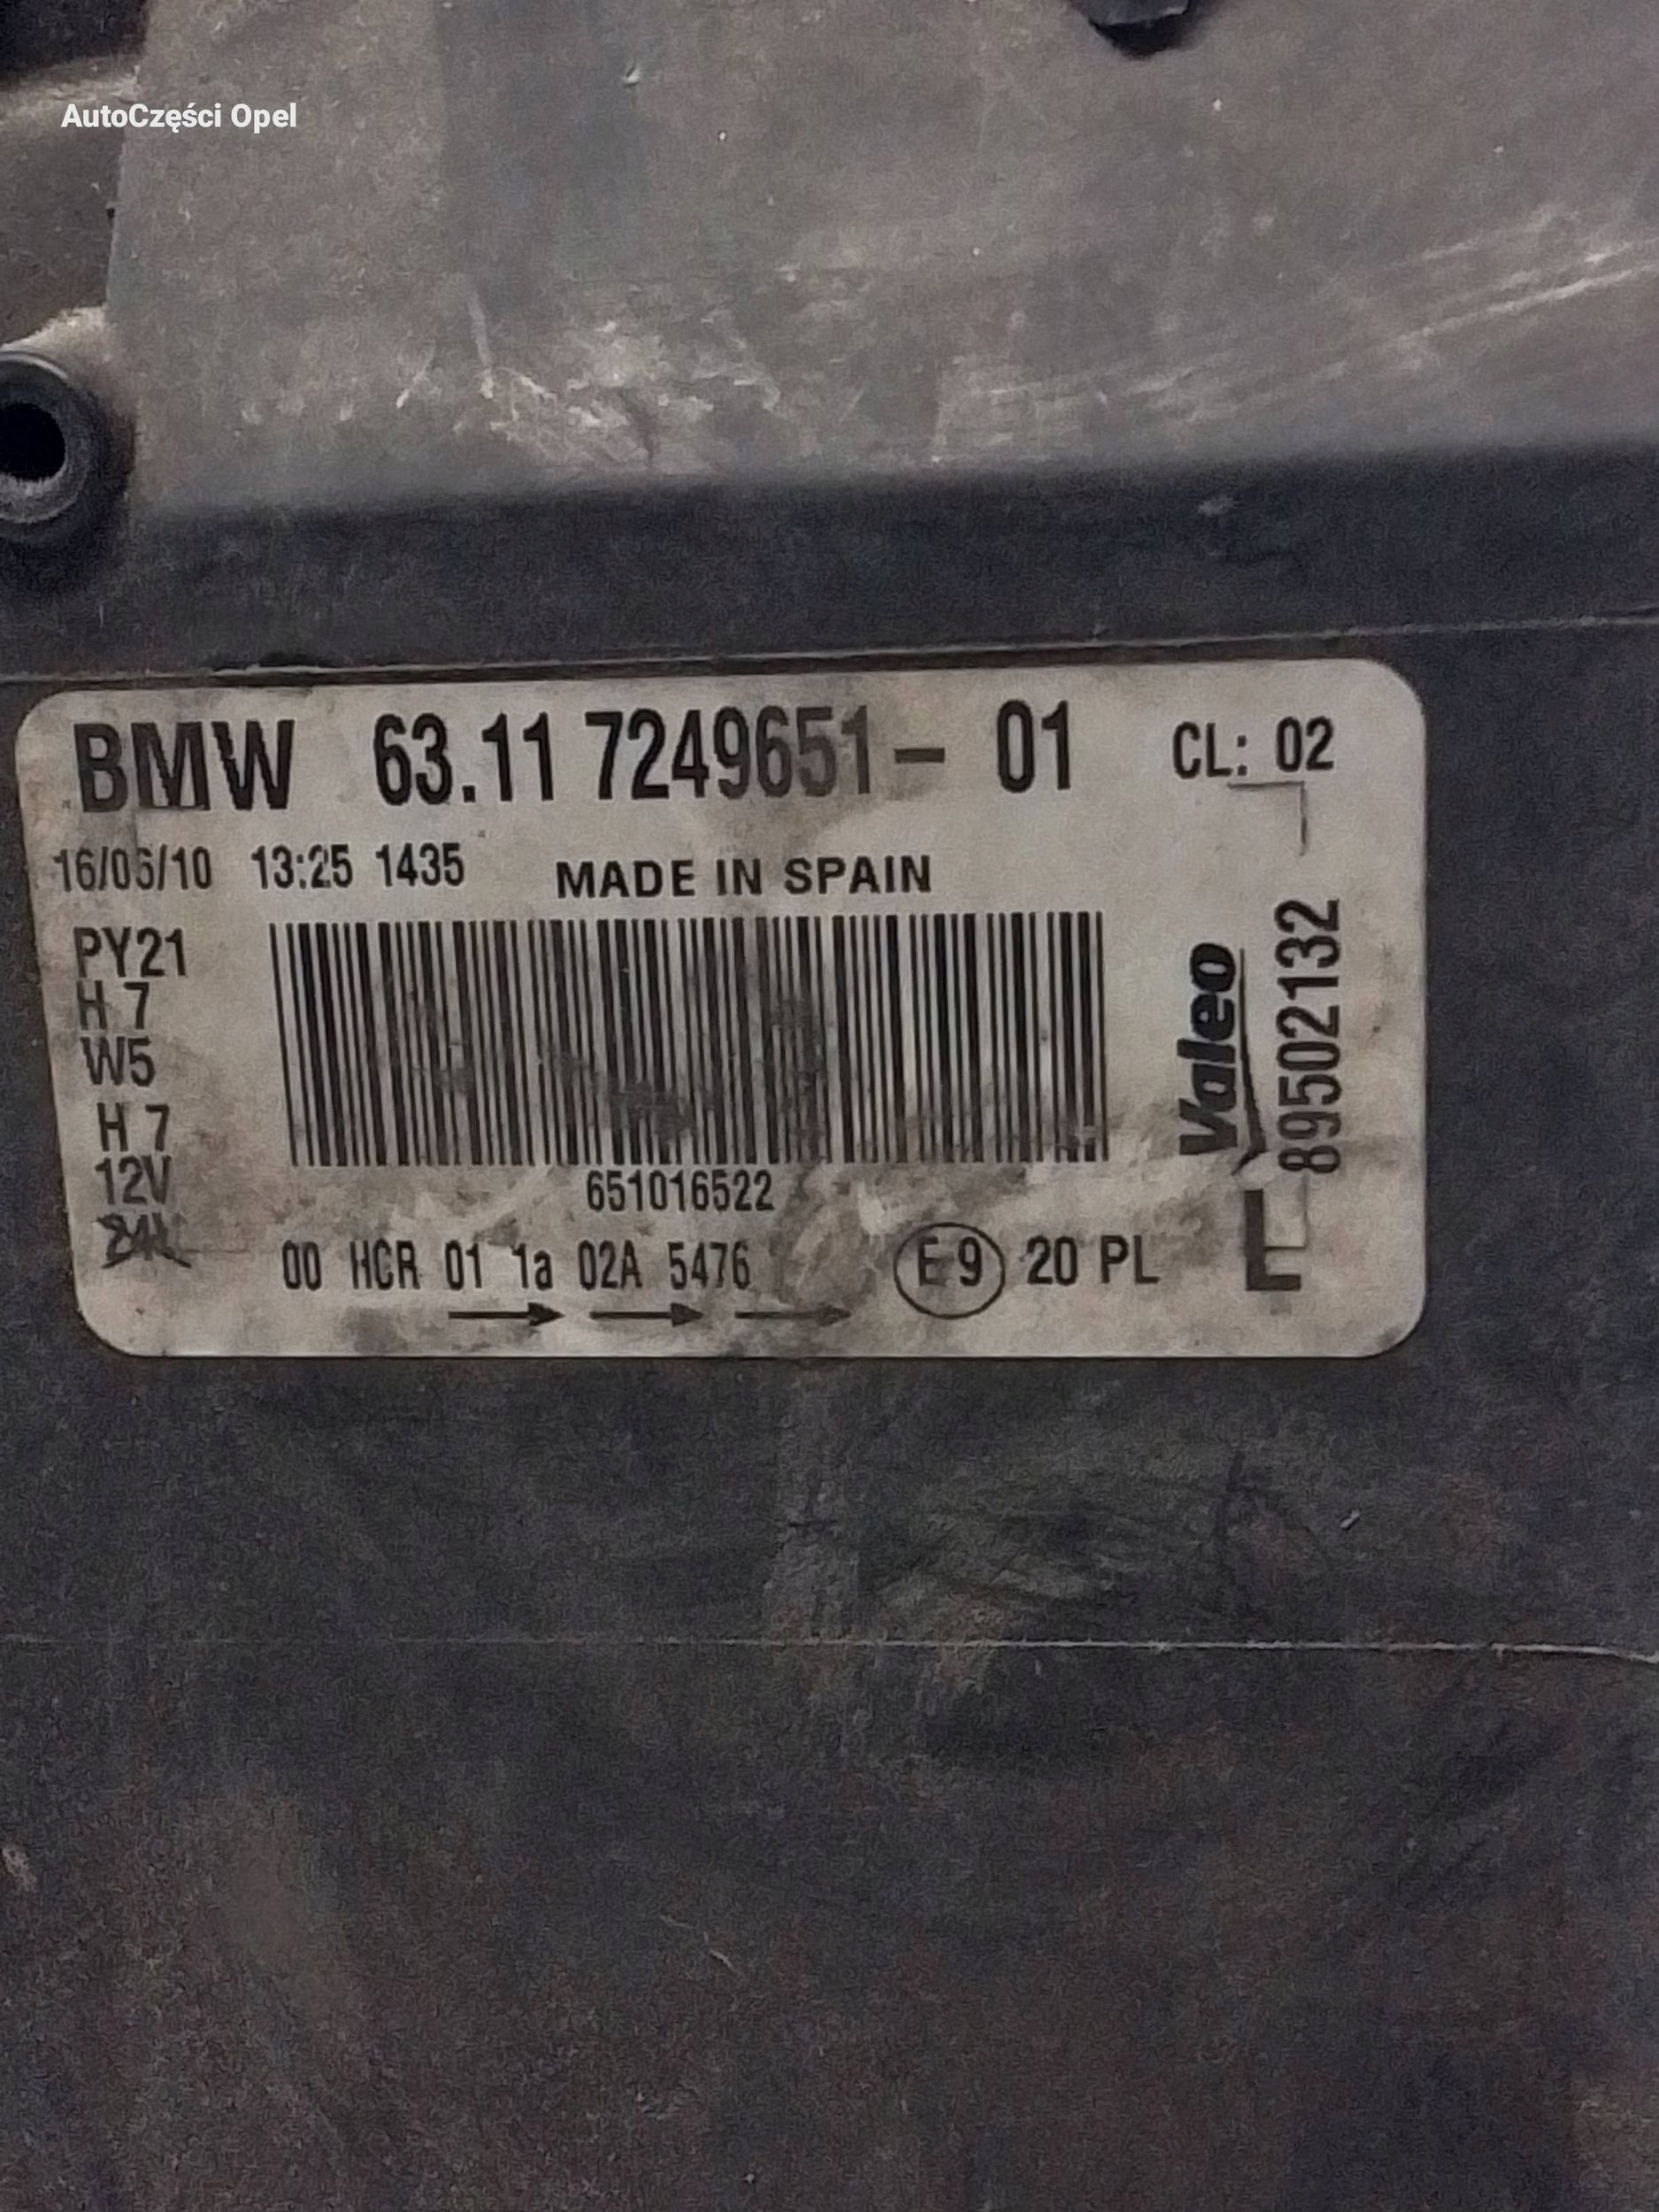 AutoCzęści Opel
BMW 63.11 7249651- 01 CL: 02
16/06/10 13:25 1435 MADE IN SPAIN
PY21
H 7
W5
H 7
12V
651016522
00 HCR 01 1a 02A 5476 E9 20 PL
Valeo
89502132
L